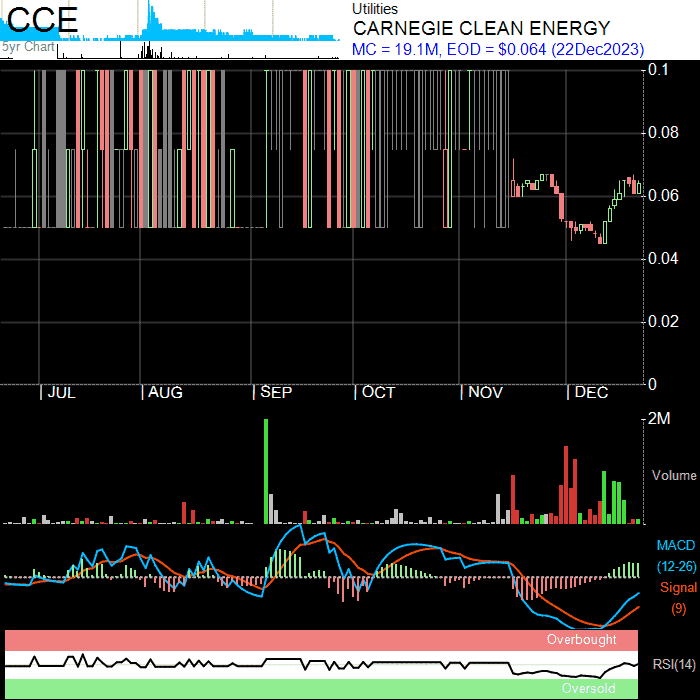 CCE
5yr Chart
Utilities
CARNEGIE CLEAN ENERGY
MC = 19.1M, EOD = $0.064 (22Dec2023)
0.1
0.08
0.06
0.04
0.02
0
JUL AUG SEP OCT NOV DEC
2M
Volume
MACD
(12-26)
Signal
(9)
Overbought
RSI(14)
Oversold